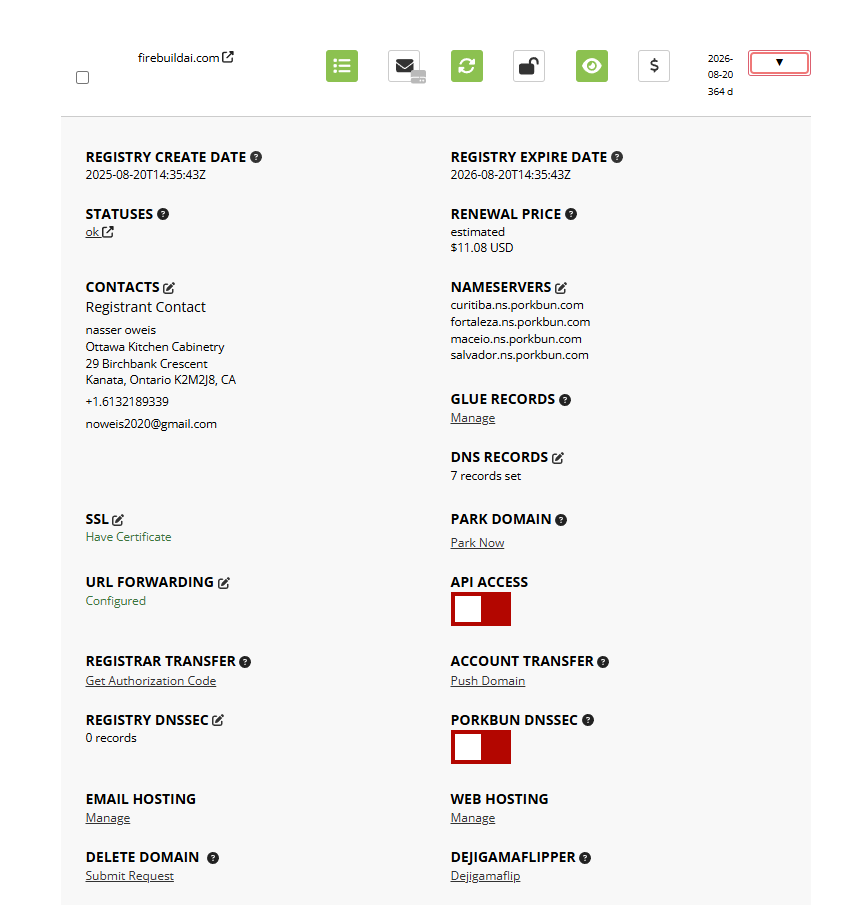 firebuildai.com
$
2026-
08-20
364 d
▼
REGISTRY CREATE DATE ?
2025-08-20T14:35:43Z
REGISTRY EXPIRE DATE ?
2026-08-20T14:35:43Z
STATUSES ?
ok
RENEWAL PRICE ?
estimated
$11.08 USD
CONTACTS
Registrant Contact
nasser oweis
Ottawa Kitchen Cabinetry
29 Birchbank Crescent
Kanata, Ontario K2M2J8, CA
+1.6132189339
noweis2020@gmail.com
NAMESERVERS
curitiba.ns.porkbun.com
fortaleza.ns.porkbun.com
maceio.ns.porkbun.com
salvador.ns.porkbun.com
GLUE RECORDS ?
Manage
DNS RECORDS
7 records set
SSL
Have Certificate
PARK DOMAIN ?
Park Now
URL FORWARDING
Configured
API ACCESS
REGISTRAR TRANSFER ?
Get Authorization Code
ACCOUNT TRANSFER ?
Push Domain
REGISTRY DNSSEC
0 records
PORKBUN DNSSEC ?
EMAIL HOSTING
Manage
WEB HOSTING
Manage
DELETE DOMAIN ?
Submit Request
DEJIGAMAFLIPPER ?
Dejigamaflip